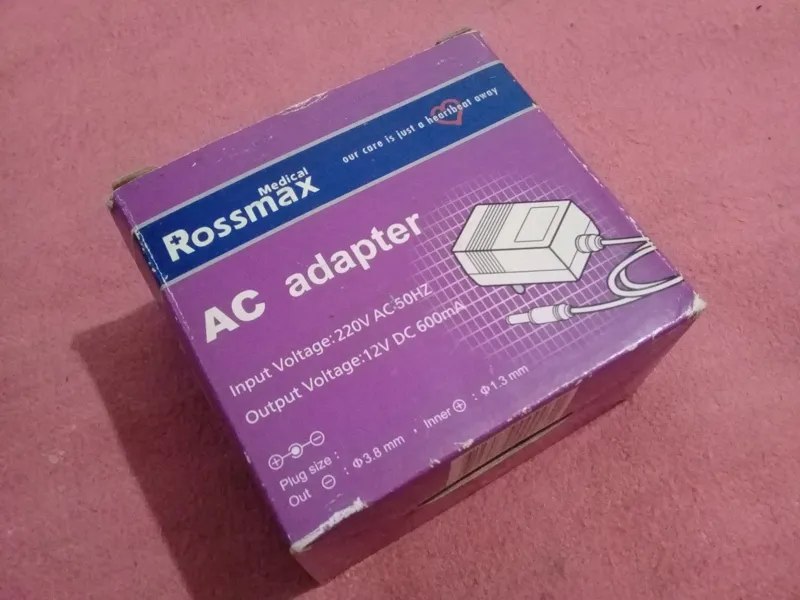 our care is just a heartbeat away
Medical
Rossmax
AC adapter
Input Voltage:220V AC-50HZ
Output Voltage:12V DC 600mA
Plug size :
Out ⊖ : Φ3.8 mm , Inner ⊕ : Φ1.3 mm